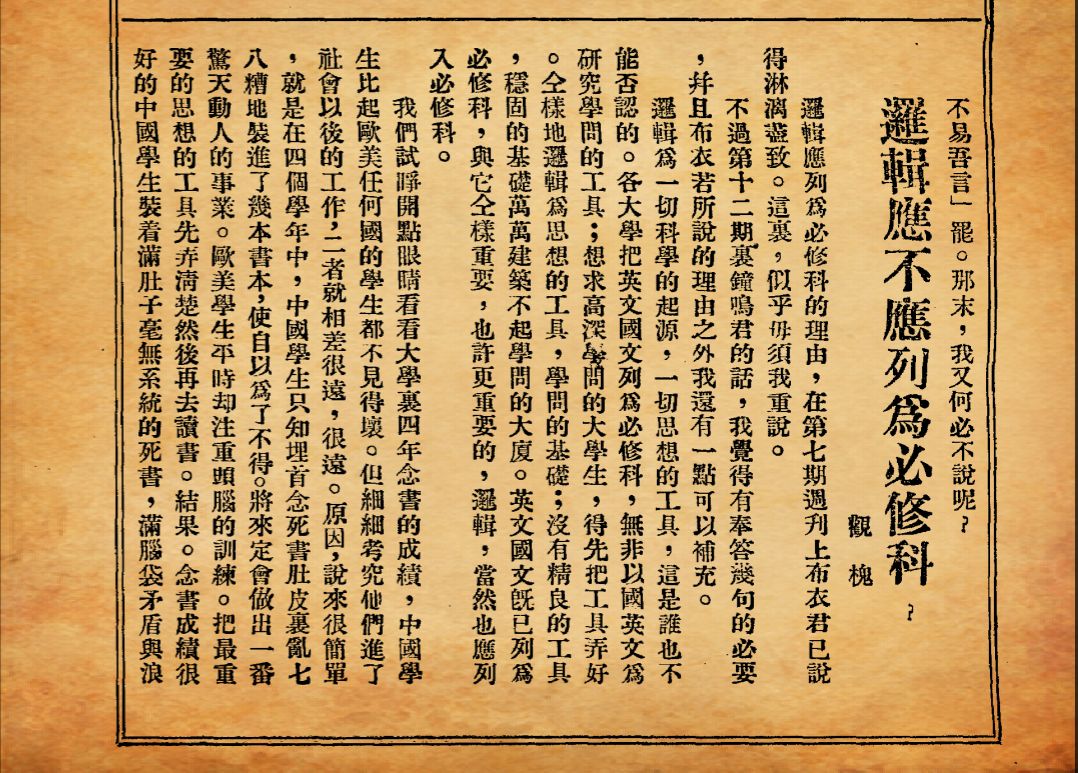 不易吾言」罷。那末，我又何必不說呢？
邏輯應不應列爲必修科？
觀槐
邏輯應列爲必修科的理由，在第七期週刋上布衣君已說
得淋漓盡致。這裏，似乎毋須我重說。
不過第十二期裏鐘鳴君的話，我覺得有奉答幾句的必要
，幷且布衣若所說的理由之外我還有一點可以補充。
邏輯爲一切科學的起源，一切思想的工具，這是誰也不
能否認的。各大學把英文國文列爲必修科，無非以國英文爲
研究學問的工具；想求高深學問的大學生，得先把工具弄好
。仝樣地邏輯爲思想的工具，學問的基礎；沒有精良的工具
，穩固的基礎萬萬建築不起學問的大廈。英文國文旣已列爲
必修科，與它仝樣重要，也許更重要的，邏輯，當然也應列
入必修科。
我們試睜開點眼睛看看大學裏四年念書的成績，中國學
生比起歐美任何國的學生都不見得壞。但細細考究他們進了
社會以後的工作，二者就相差很遠，很遠。原因，說來很簡單
，就是在四個學年中，中國學生只知埋首念死書肚皮裏亂七
八糟地裝進了幾本書本，使自以爲了不得。將來定會做出一番
驚天動人的事業。歐美學生平時却注重頭腦的訓練。把最重
要的思想的工具先弄淸楚然後再去讀書。結果。念書成績很
好的中國學生裝着滿肚子毫無系統的死書，滿腦袋矛盾與浪